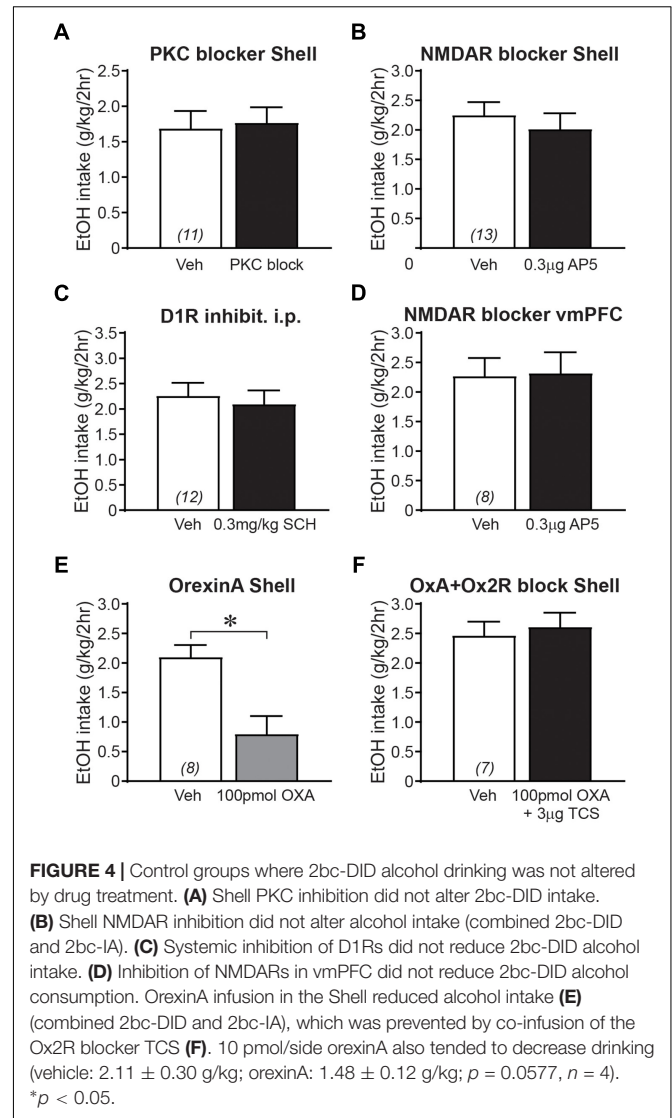 A
PKC blocker Shell
EtOH intake (g/kg/2hr)
2.5
2.0
1.5
1.0
0.5
0
(11)
Veh PKC block
B
NMDAR blocker Shell
EtOH intake (g/kg/2hr)
3.0
2.5
2.0
1.5
1.0
0.5
0
(13)
Veh 0.3µg AP5
C
D1R inhibit. i.p.
EtOH intake (g/kg/2hr)
3.5
3.0
2.5
2.0
1.5
1.0
0.5
0
(12)
Veh 0.3mg/kg SCH
D
NMDAR blocker vmPFC
EtOH intake (g/kg/2hr)
3.0
2.5
2.0
1.5
1.0
0.5
0
(8)
Veh 0.3µg AP5
E
OrexinA Shell
EtOH intake (g/kg/2hr)
3.0
2.5
2.0
1.5
1.0
0.5
0
*
(8)
Veh 100pmol OXA
F
OxA+Ox2R block Shell
EtOH intake (g/kg/2hr)
3.0
2.5
2.0
1.5
1.0
0.5
0
(7)
Veh 100pmol OXA
+ 3µg TCS
FIGURE 4 | Control groups where 2bc-DID alcohol drinking was not altered
by drug treatment. (A) Shell PKC inhibition did not alter 2bc-DID intake.
(B) Shell NMDAR inhibition did not alter alcohol intake (combined 2bc-DID
and 2bc-IA). (C) Systemic inhibition of D1Rs did not reduce 2bc-DID alcohol
intake. (D) Inhibition of NMDARs in vmPFC did not reduce 2bc-DID alcohol
consumption. OrexinA infusion in the Shell reduced alcohol intake (E)
(combined 2bc-DID and 2bc-IA), which was prevented by co-infusion of the
Ox2R blocker TCS (F). 10 pmol/side orexinA also tended to decrease drinking
(vehicle: 2.11 ± 0.30 g/kg; orexinA: 1.48 ± 0.12 g/kg; p = 0.0577, n = 4).
*p < 0.05.